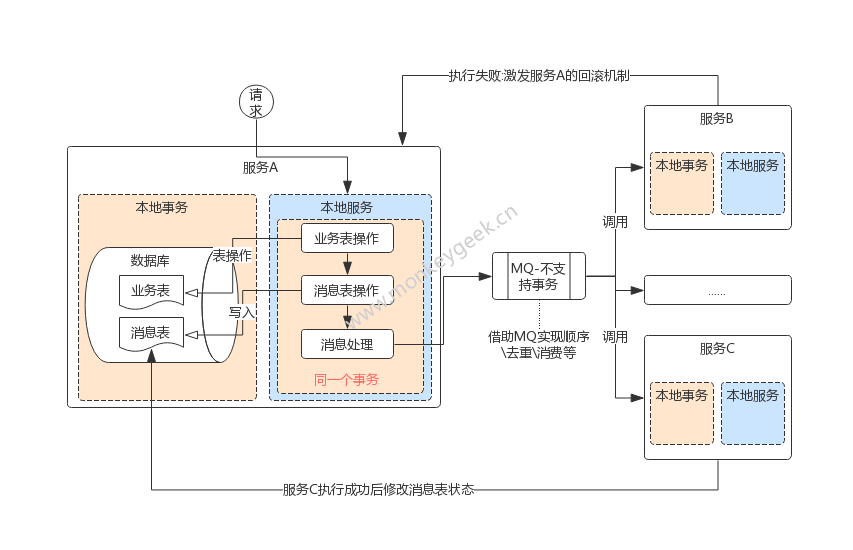 执行失败:激发服务A的回滚机制
请
求
服务B
本地事务
本地服务
服务A
本地事务
本地服务
业务表操作
数据库
表操作
业务表
消息表操作
写入
消息表
消息处理
同一个事务
MQ-不支
持事务
借助MQ实现顺序
\去重\消费等
调用
......
调用
服务C
本地事务
本地服务
服务C执行成功后修改消息表状态
www.monkeygeek.cn